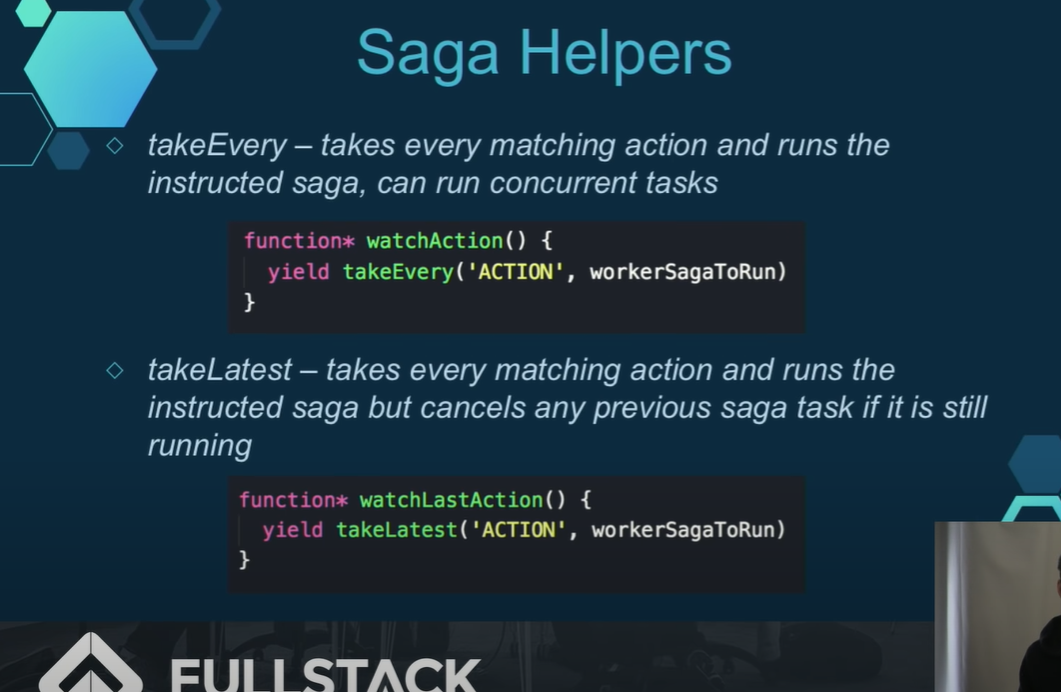 Saga Helpers
takeEvery – takes every matching action and runs the
instructed saga, can run concurrent tasks
function* watchAction() {
  yield takeEvery('ACTION', workerSagaToRun)
}
takeLatest – takes every matching action and runs the
instructed saga but cancels any previous saga task if it is still
running
function* watchLastAction() {
  yield takeLatest('ACTION', workerSagaToRun)
}
FULLSTACK